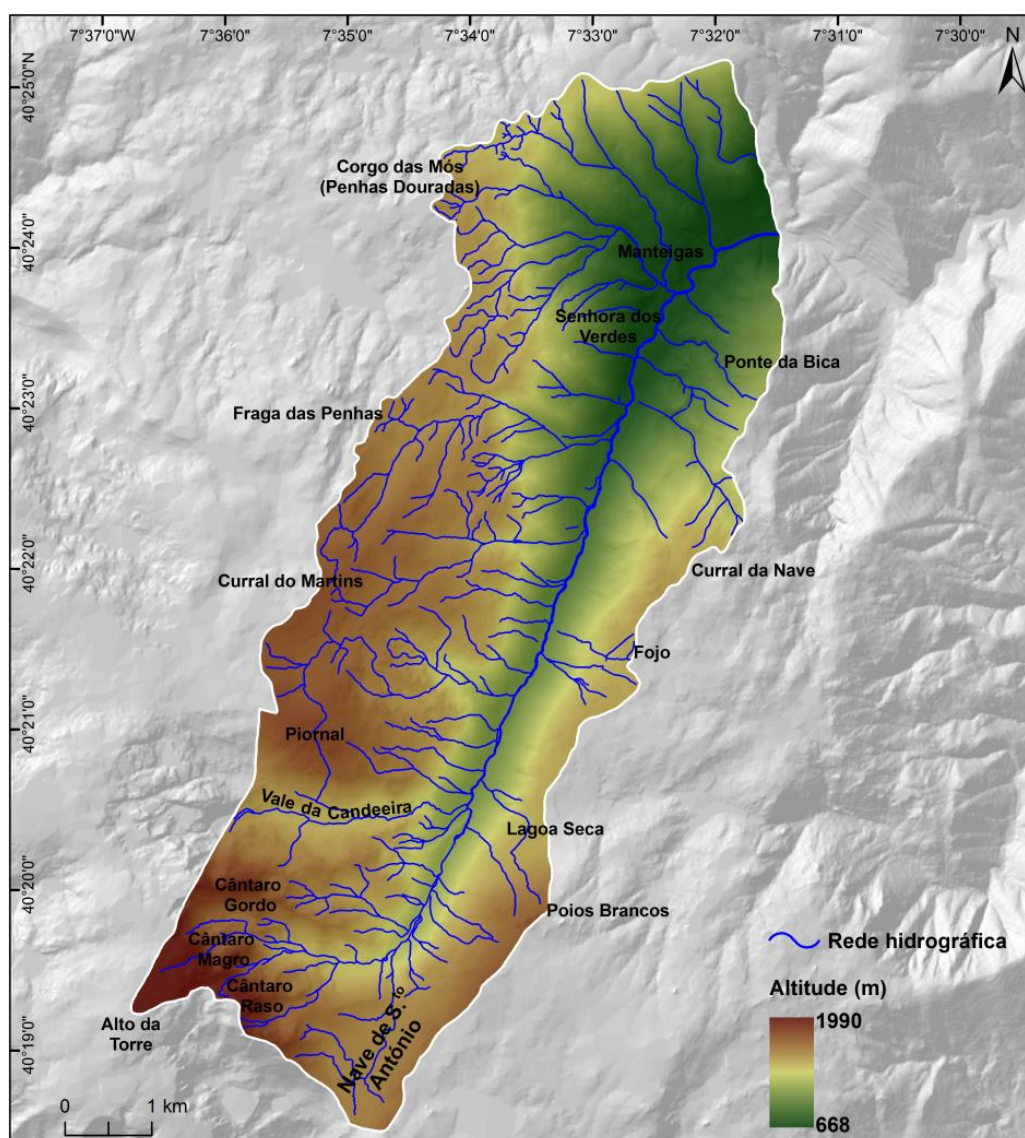 7°37'0"W 7°36'0" 7°35'0" 7°34'0" 7°33'0" 7°32'0" 7°31'0" 7°30'0"
N
40°25'0"N
Corgo das Mós
(Penhas Douradas)
40°24'0"
Manteigas
Senhora dos
Verdes
Ponte da Bica
40°23'0"
Fraga das Penhas
40°22'0"
Curral do Martins
Curral da Nave
Fojo
40°21'0"
Piornal
Vale da Candeeira
Lagoa Seca
40°20'0"
Cântaro
Gordo
Poios Brancos
Cântaro
Magro
Rede hidrográfica
Cântaro
Raso
Altitude (m)
1990
668
Alto da
Torre
40°19'0"
Nave de S.to
António
0 1 km